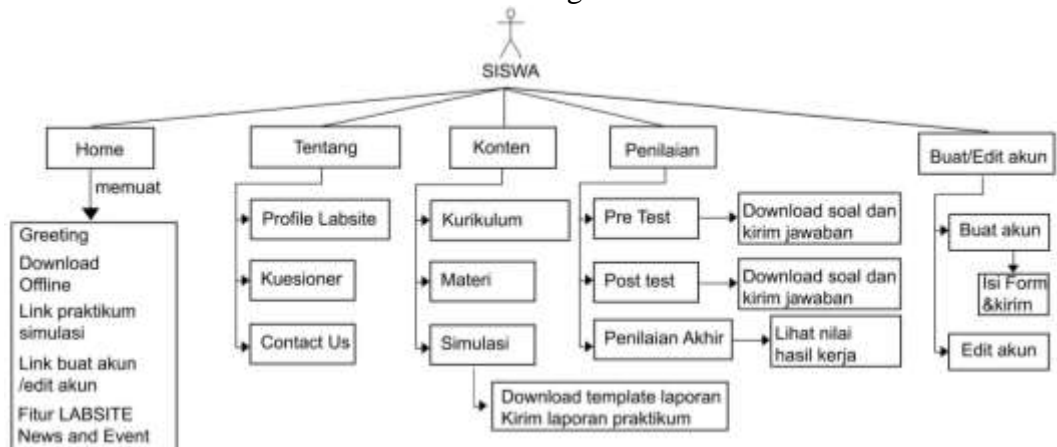 SISWA
Home
Tentang
Konten
Penilaian
Buat/Edit akun
memuat
Greeting
Download
Offline
Link praktikum
simulasi
Link buat akun
/edit akun
Fitur LABSITE
News and Event
Profile Labsite
Kuesioner
Contact Us
Kurikulum
Materi
Simulasi
Download template laporan
Kirim laporan praktikum
Pre Test
Download soal dan
kirim jawaban
Post test
Download soal dan
kirim jawaban
Penilaian Akhir
Lihat nilai
hasil kerja
Buat akun
Isi Form
&kirim
Edit akun